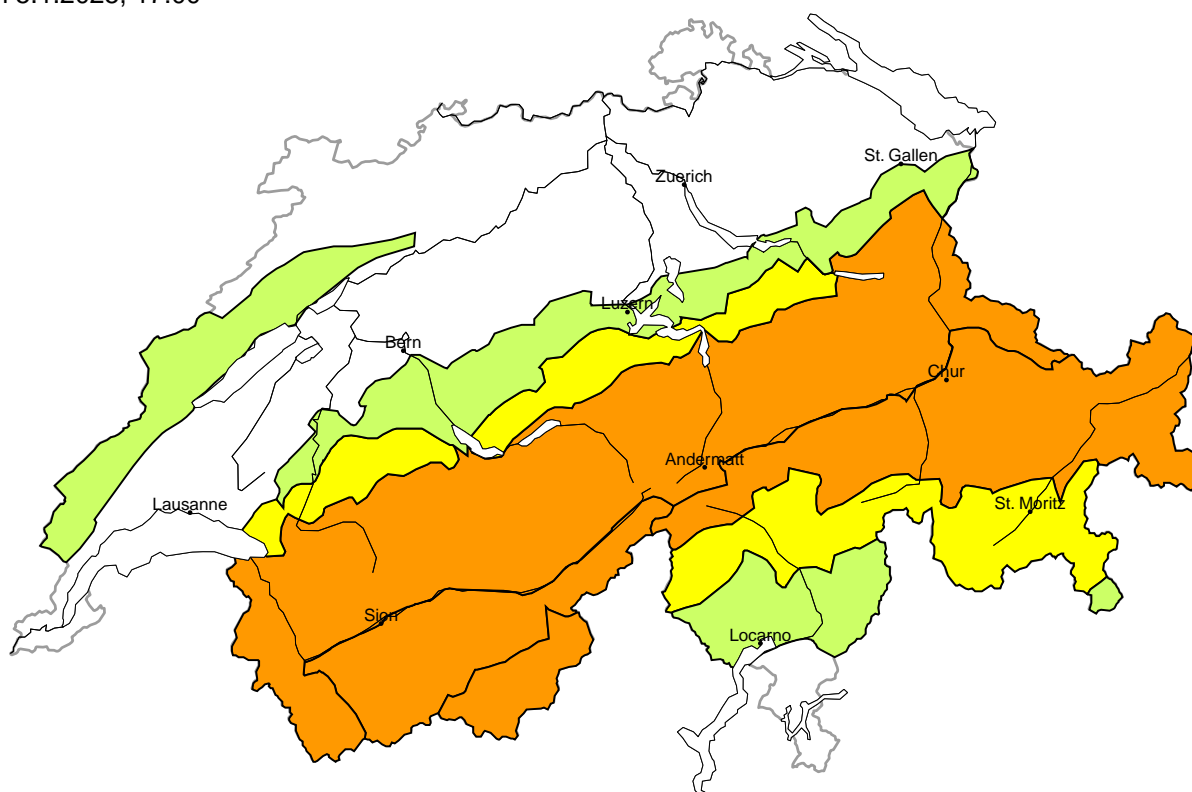 St. Gallen
Zuerich
Luzern
Bern
Chur
Andermatt
Lausanne
St. Moritz
Sion
Locarno